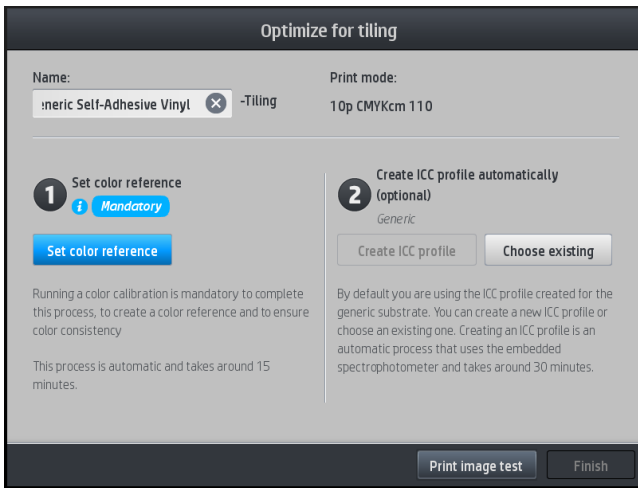 Optimize for tiling
Name:
Print mode:
:neric Self-Adhesive Vinyl
-Tiling
10p CMYKcm 110
1
Set color reference
i Mandatory
Set color reference
Running a color calibration is mandatory to complete
this process, to create a color reference and to ensure
color consistency
This process is automatic and takes around 15
minutes.
2
Create ICC profile automatically
(optional)
Generic
Create ICC profile
Choose existing
By default you are using the ICC profile created for the
generic substrate. You can create a new ICC profile or
choose an existing one. Creating an ICC profile is an
automatic process that uses the embedded
spectrophotometer and takes around 30 minutes.
Print image test
Finish